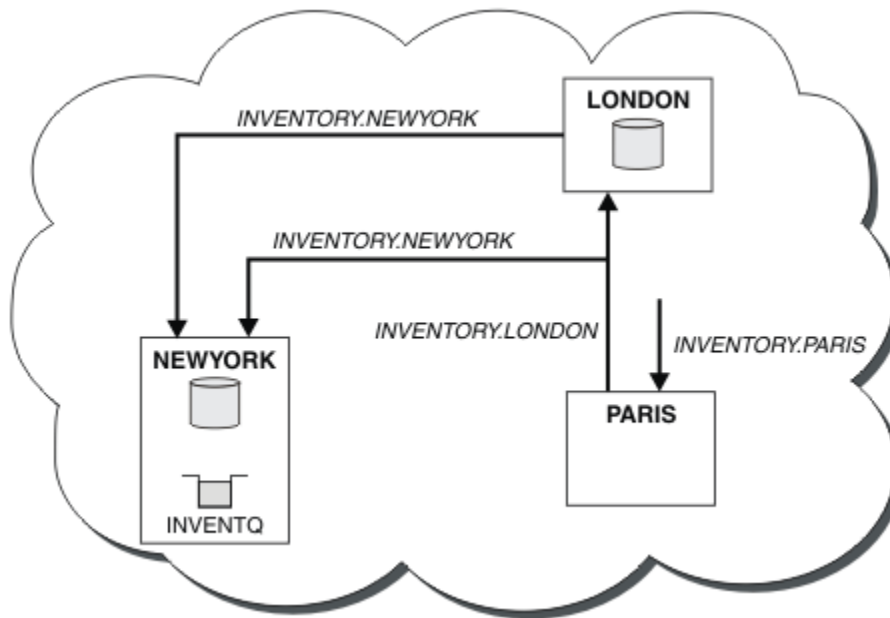 LONDON
INVENTORY.NEWYORK
INVENTORY.NEWYORK
INVENTORY.LONDON
INVENTORY.PARIS
NEWYORK
PARIS
INVENTQ